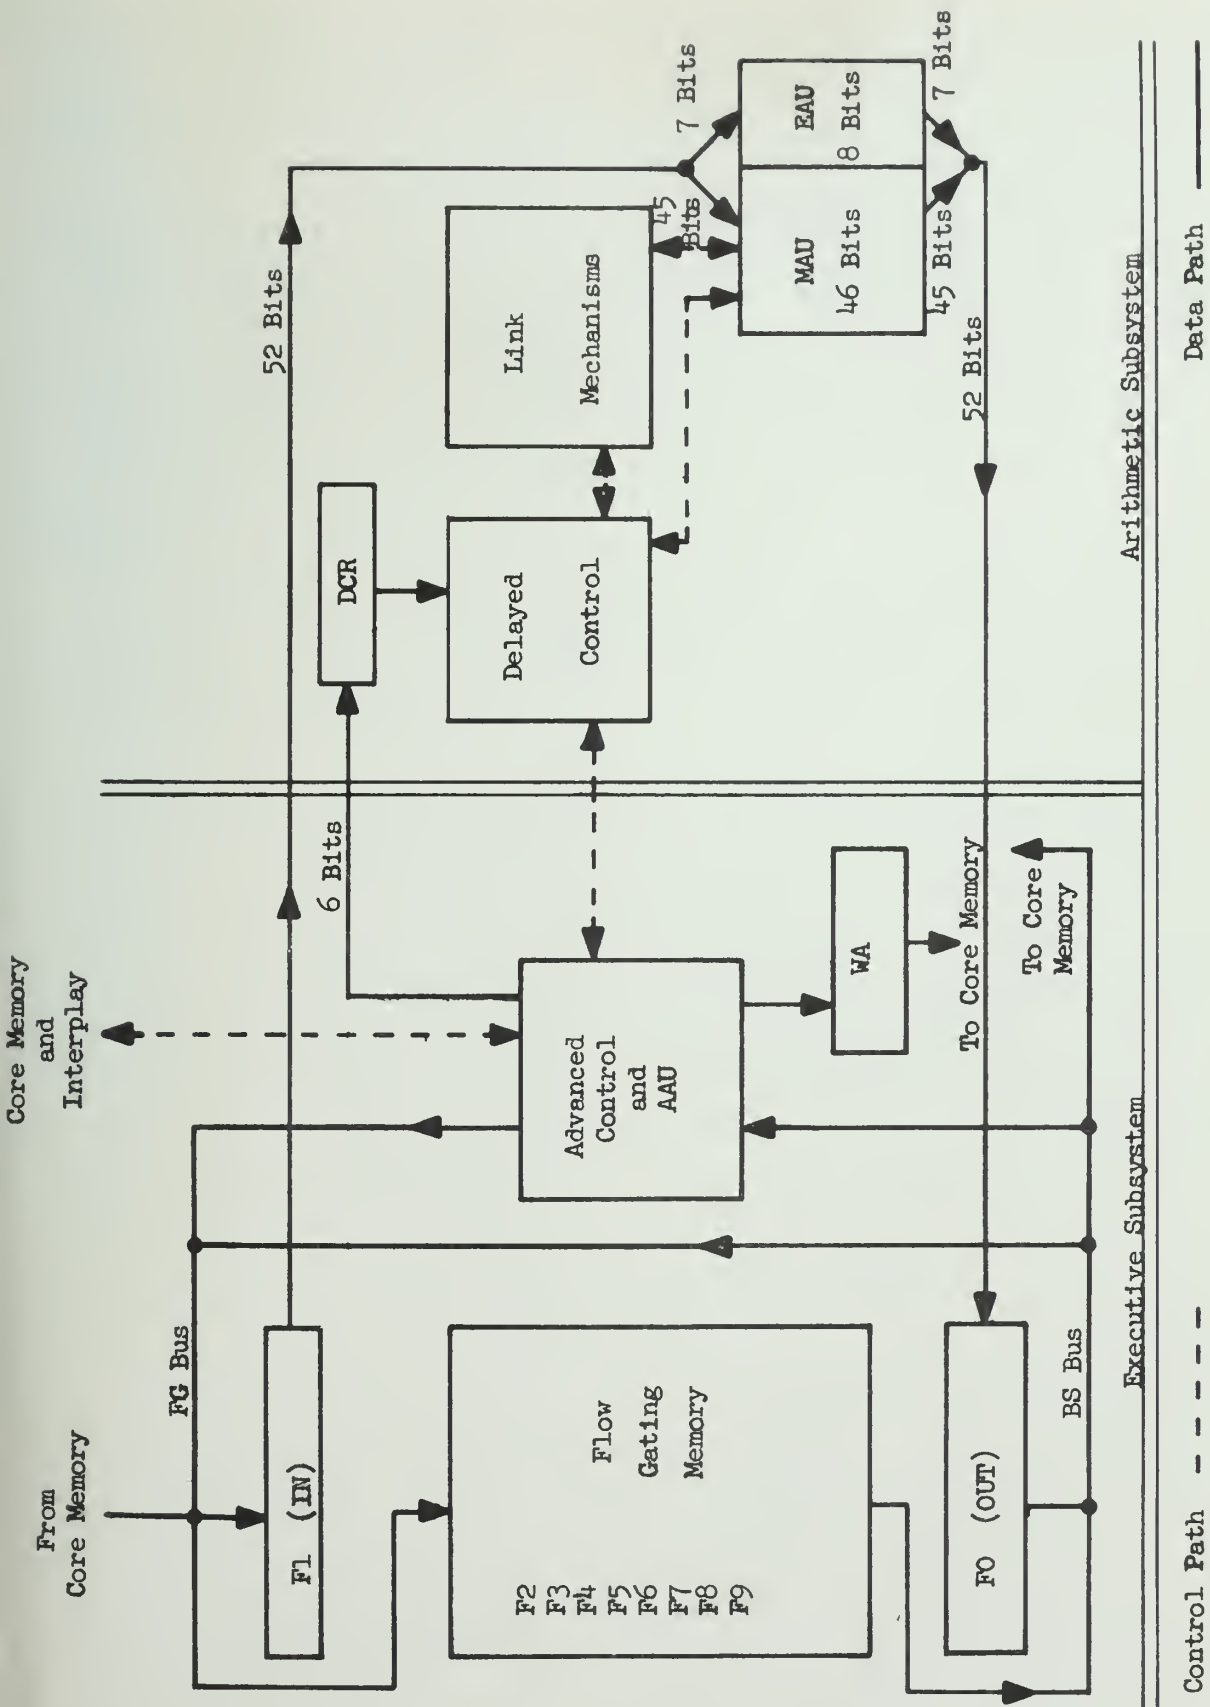 From
Core Memory
Core Memory
and
Interplay
FG Bus
F1 (IN)
52 Bits
6 Bits
DCR
Flow
Gating
Memory
F2
F3
F4
F5
F6
F7
F8
F9
Advanced
Control
and
AAU
Delayed
Control
Link
Mechanisms
45
Bits
7 Bits
MAU
46 Bits
EAU
8 Bits
45 Bits
7 Bits
52 Bits
WA
To Core Memory
To Core
Memory
F0 (OUT)
BS Bus
Executive Subsystem
Arithmetic Subsystem
Control Path
Data Path